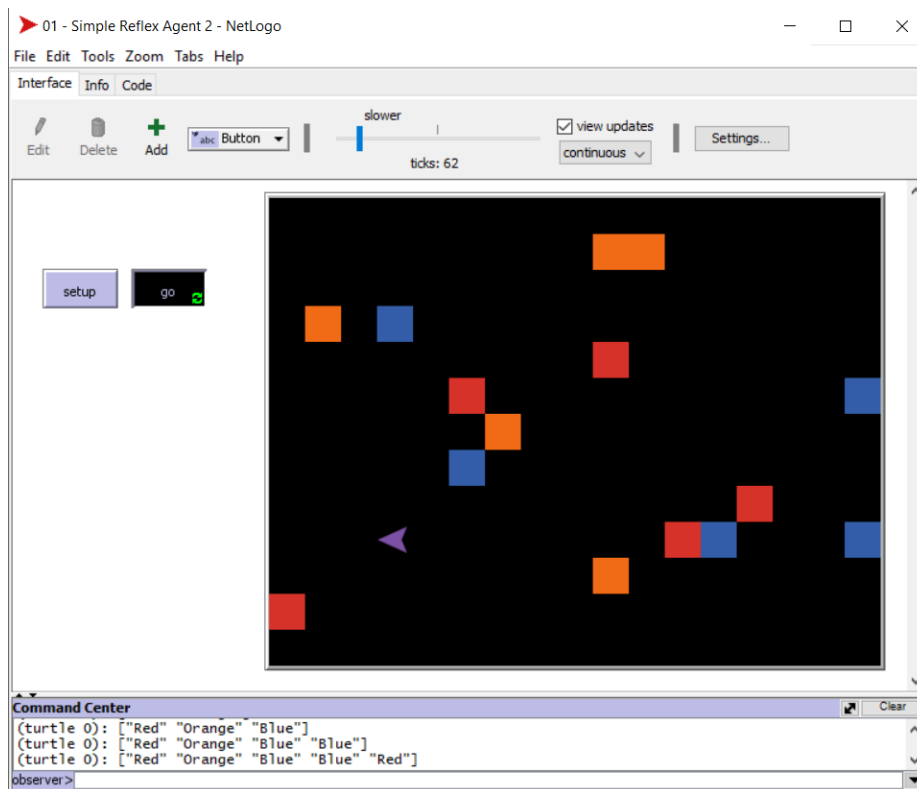 01 - Simple Reflex Agent 2 - NetLogo
File Edit Tools Zoom Tabs Help
Interface Info Code
Edit Delete Add abc Button slower ticks: 62 view updates continuous Settings...
setup go
Command Center Clear
(turtle 0): ["Red" "Orange" "Blue"]
(turtle 0): ["Red" "Orange" "Blue" "Blue"]
(turtle 0): ["Red" "Orange" "Blue" "Blue" "Red"]
observer>